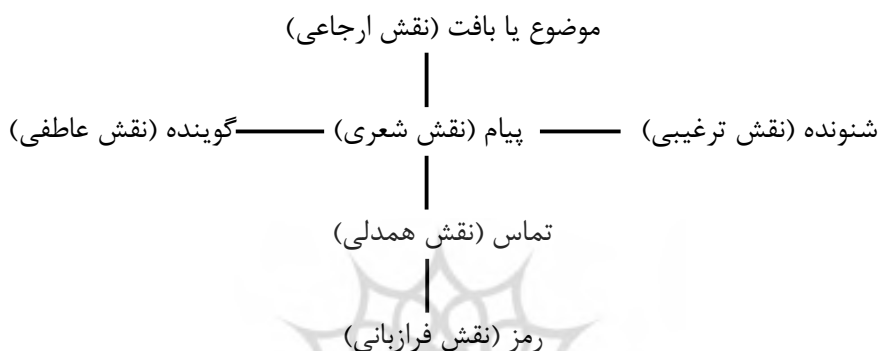 موضوع یا بافت (نقش ارجاعی)
شنونده (نقش ترغیبی) پیام (نقش شعری) گوینده (نقش عاطفی)
تماس (نقش همدلی)
رمز (نقش فرازبانی)